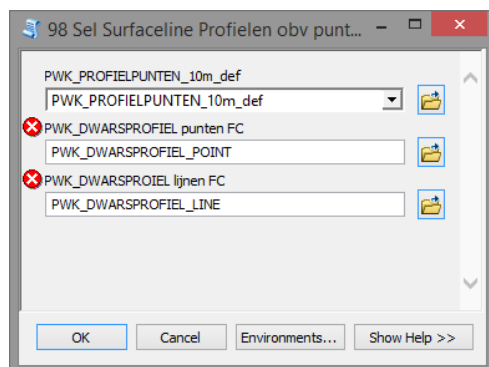 98 Sel Surfaceline Profielen obv punt...
PWK_PROFIELPUNTEN_10m_def
PWK_PROFIELPUNTEN_10m_def
PWK_DWARSPROFIEL punten FC
PWK_DWARSPROFIEL_POINT
PWK_DWARSPROIEL lijnen FC
PWK_DWARSPROFIEL_LINE
OK Cancel Environments... Show Help >>